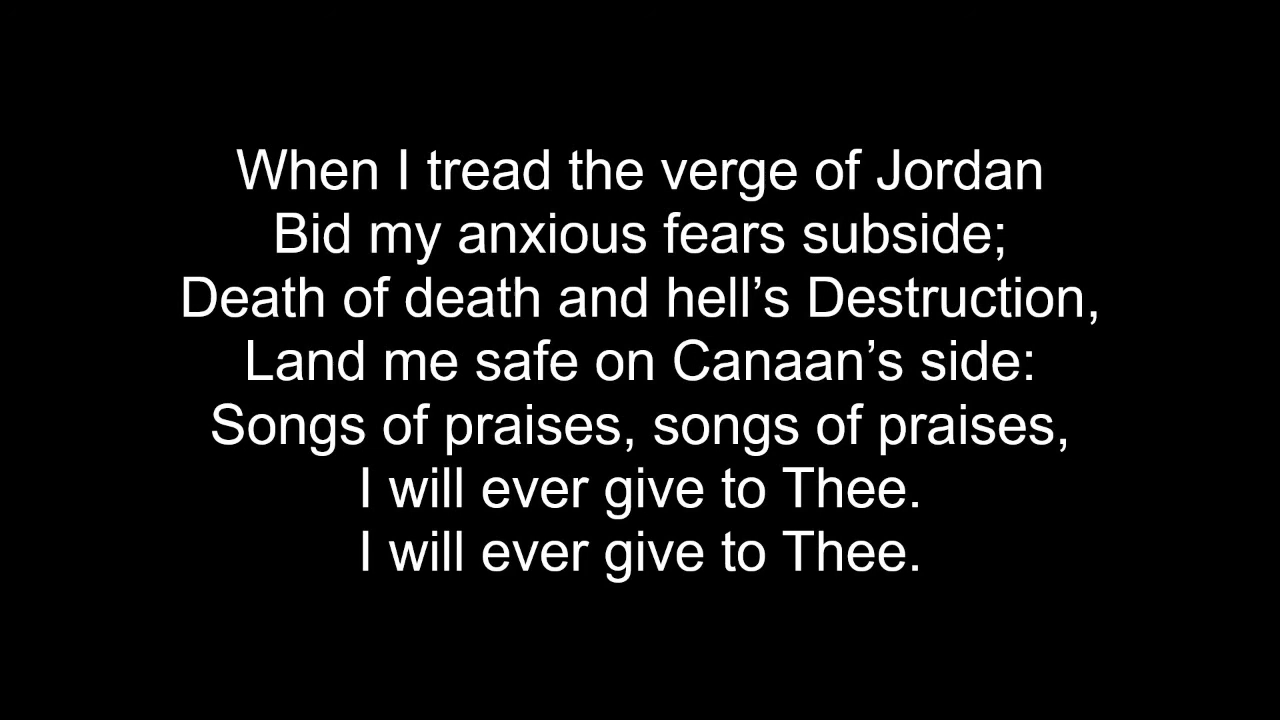 When I tread the verge of Jordan
Bid my anxious fears subside;
Death of death and hell’s Destruction,
Land me safe on Canaan’s side:
Songs of praises, songs of praises,
I will ever give to Thee.
I will ever give to Thee.